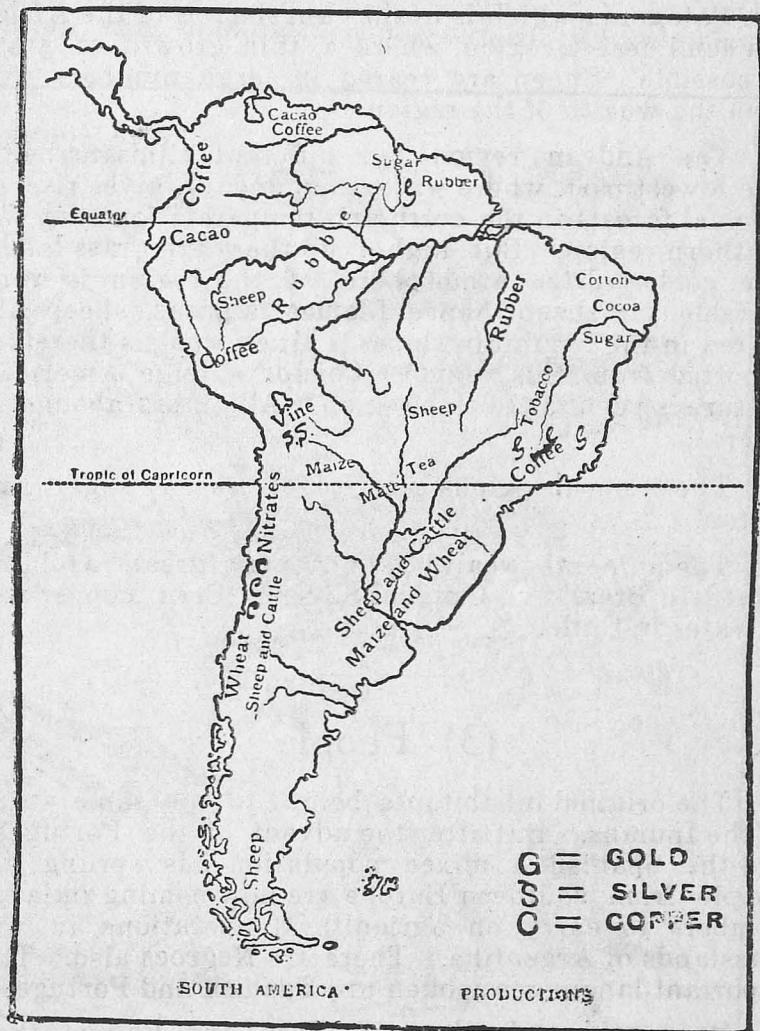 Cacao
Coffee
Coffee
Sugar
G
Rubber
Equator
Cacao
Rubber
Sheep
Coffee
Rubber
Cotton
Cocoa
Sugar
Tobacco
Vine
S.S.
Sheep
Maize
Matte Tea
Coffee
Tropic of Capricorn
Nitrates
C
C
C
Sheep and Cattle
Maize and Wheat
Wheat
Sheep and Cattle
Sheep
G = GOLD
S = SILVER
C = COPPER
SOUTH AMERICA
PRODUCTIONS